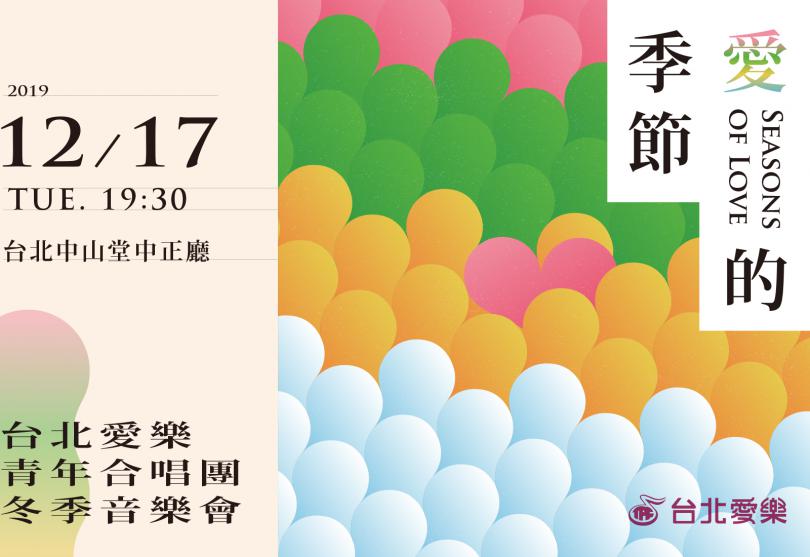 2019
12/17
TUE. 19:30
台北中山堂中正廳
台北愛樂
青年合唱團
冬季音樂會
愛的
季節
SEASONS
OF LOVE
台北愛樂